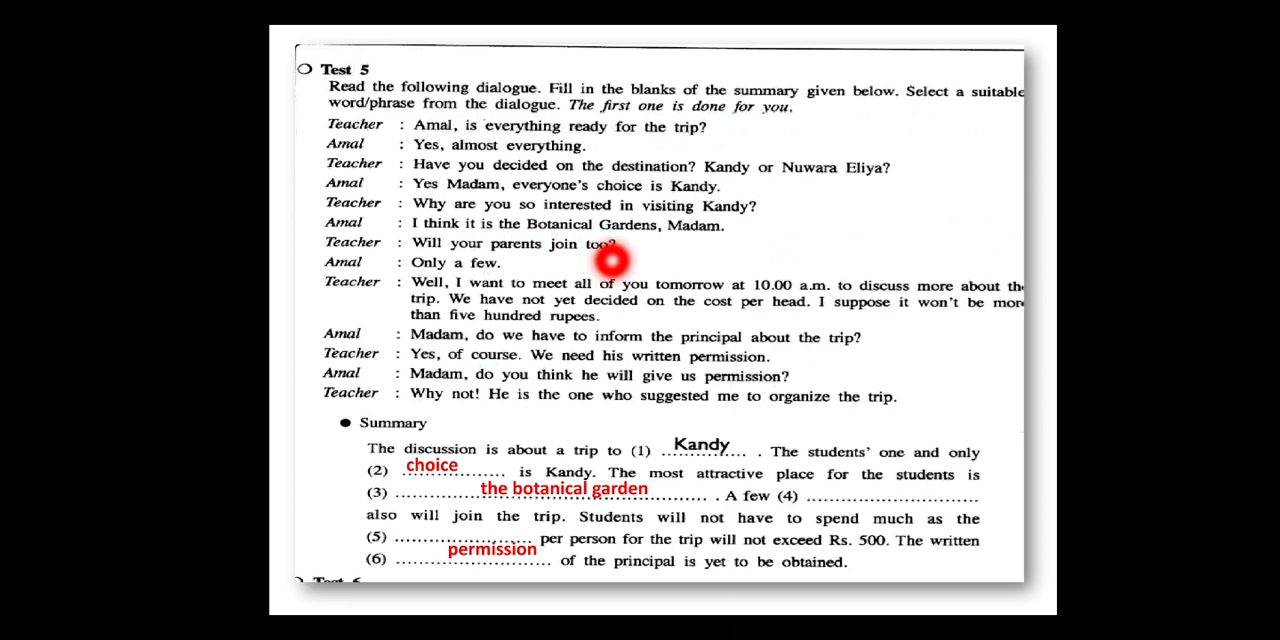 Test 5
Read the following dialogue. Fill in the blanks of the summary given below. Select a suitable
word/phrase from the dialogue. The first one is done for you.
Teacher : Amal, is everything ready for the trip?
Amal : Yes, almost everything.
Teacher : Have you decided on the destination? Kandy or Nuwara Eliya?
Amal : Yes Madam, everyone's choice is Kandy.
Teacher : Why are you so interested in visiting Kandy?
Amal : I think it is the Botanical Gardens, Madam.
Teacher : Will your parents join too?
Amal : Only a few.
Teacher : Well, I want to meet all of you tomorrow at 10.00 a.m. to discuss more about the
trip. We have not yet decided on the cost per head. I suppose it won't be more
than five hundred rupees.
Amal : Madam, do we have to inform the principal about the trip?
Teacher : Yes, of course. We need his written permission.
Amal : Madam, do you think he will give us permission?
Teacher : Why not! He is the one who suggested me to organize the trip.
● Summary
The discussion is about a trip to (1) ...Kandy... . The students' one and only
(2) ...choice... is Kandy. The most attractive place for the students is
(3) ...the botanical garden... . A few (4) ...............................
also will join the trip. Students will not have to spend much as the
(5) ......................... per person for the trip will not exceed Rs. 500. The written
(6) ...permission... of the principal is yet to be obtained.
Test 6